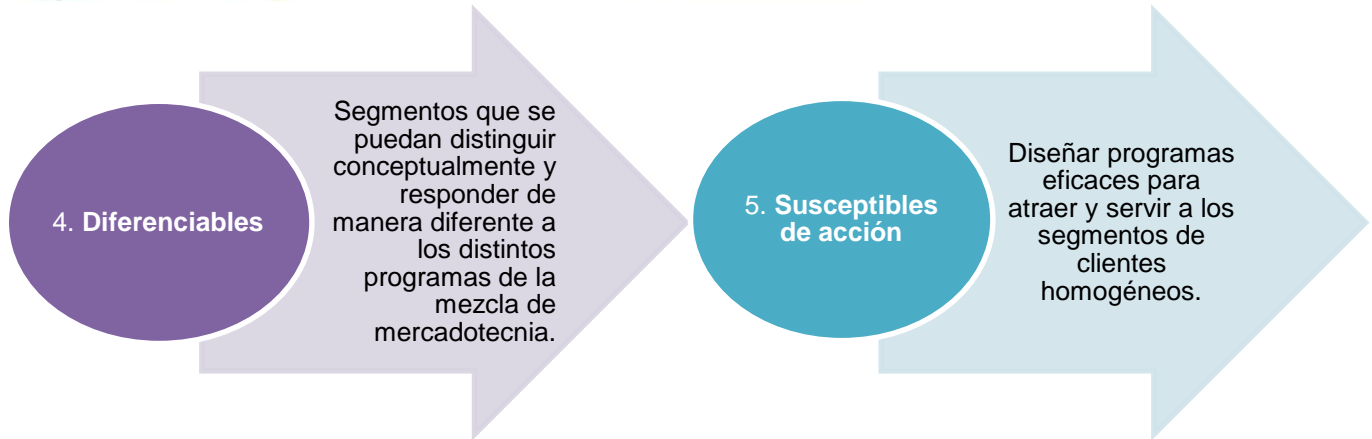 4. Diferenciables
Segmentos que se
puedan distinguir
conceptualmente y
responder de
manera diferente a
los distintos
programas de la
mezcla de
mercadotecnia.
5. Susceptibles
de acción
Diseñar programas
eficaces para
atraer y servir a los
segmentos de
clientes
homogéneos.